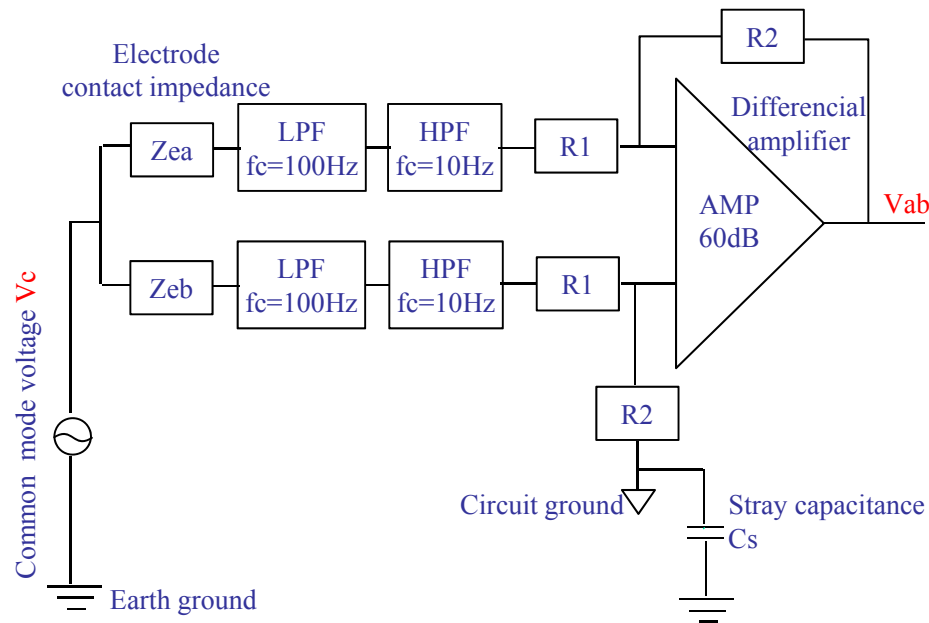 R2
Electrode
contact impedance
Differencial
amplifier
Zea
LPF
fc=100Hz
HPF
fc=10Hz
R1
AMP
60dB
Vab
Zeb
LPF
fc=100Hz
HPF
fc=10Hz
R1
Common mode voltage Vc
R2
Circuit ground
Stray capacitance
Cs
Earth ground